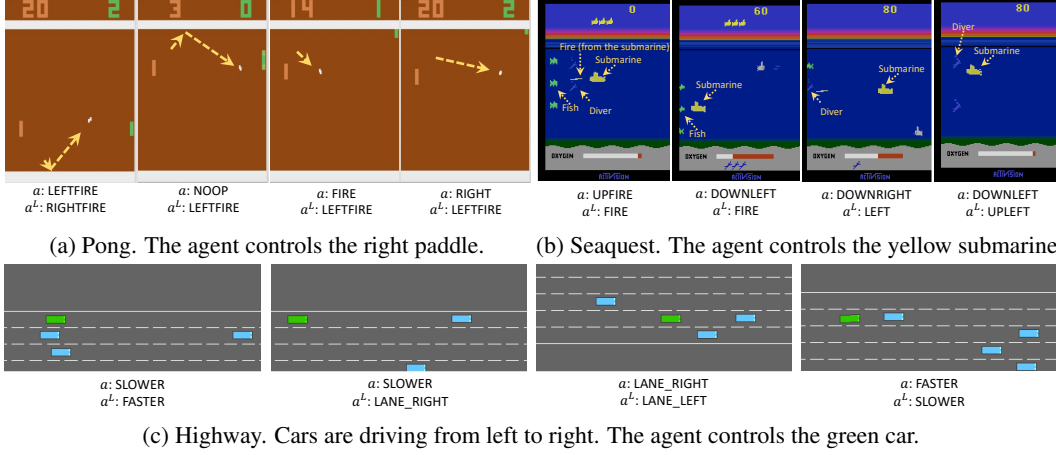 20 2 3 0 14 1 20 2
0 60 80 80
Diver
Fire (from the submarine)
Submarine
Submarine
Submarine
Submarine
Fish
Diver
Diver
Fish
OXYGEN OXYGEN OXYGEN OXYGEN
ACTIVISION ACTIVISION ACTIVISION ACTIVISION
a: LEFTFIRE a: NOOP a: FIRE a: RIGHT a: UPFIRE a: DOWNLEFT a: DOWNRIGHT a: DOWNLEFT
a^L: RIGHTFIRE a^L: LEFTFIRE a^L: LEFTFIRE a^L: LEFTFIRE a^L: FIRE a^L: FIRE a^L: LEFT a^L: UPLEFT
(a) Pong. The agent controls the right paddle. (b) Seaquest. The agent controls the yellow submarine
a: SLOWER a: SLOWER a: LANE_RIGHT a: FASTER
a^L: FASTER a^L: LANE_RIGHT a^L: LANE_LEFT a^L: SLOWER
(c) Highway. Cars are driving from left to right. The agent controls the green car.